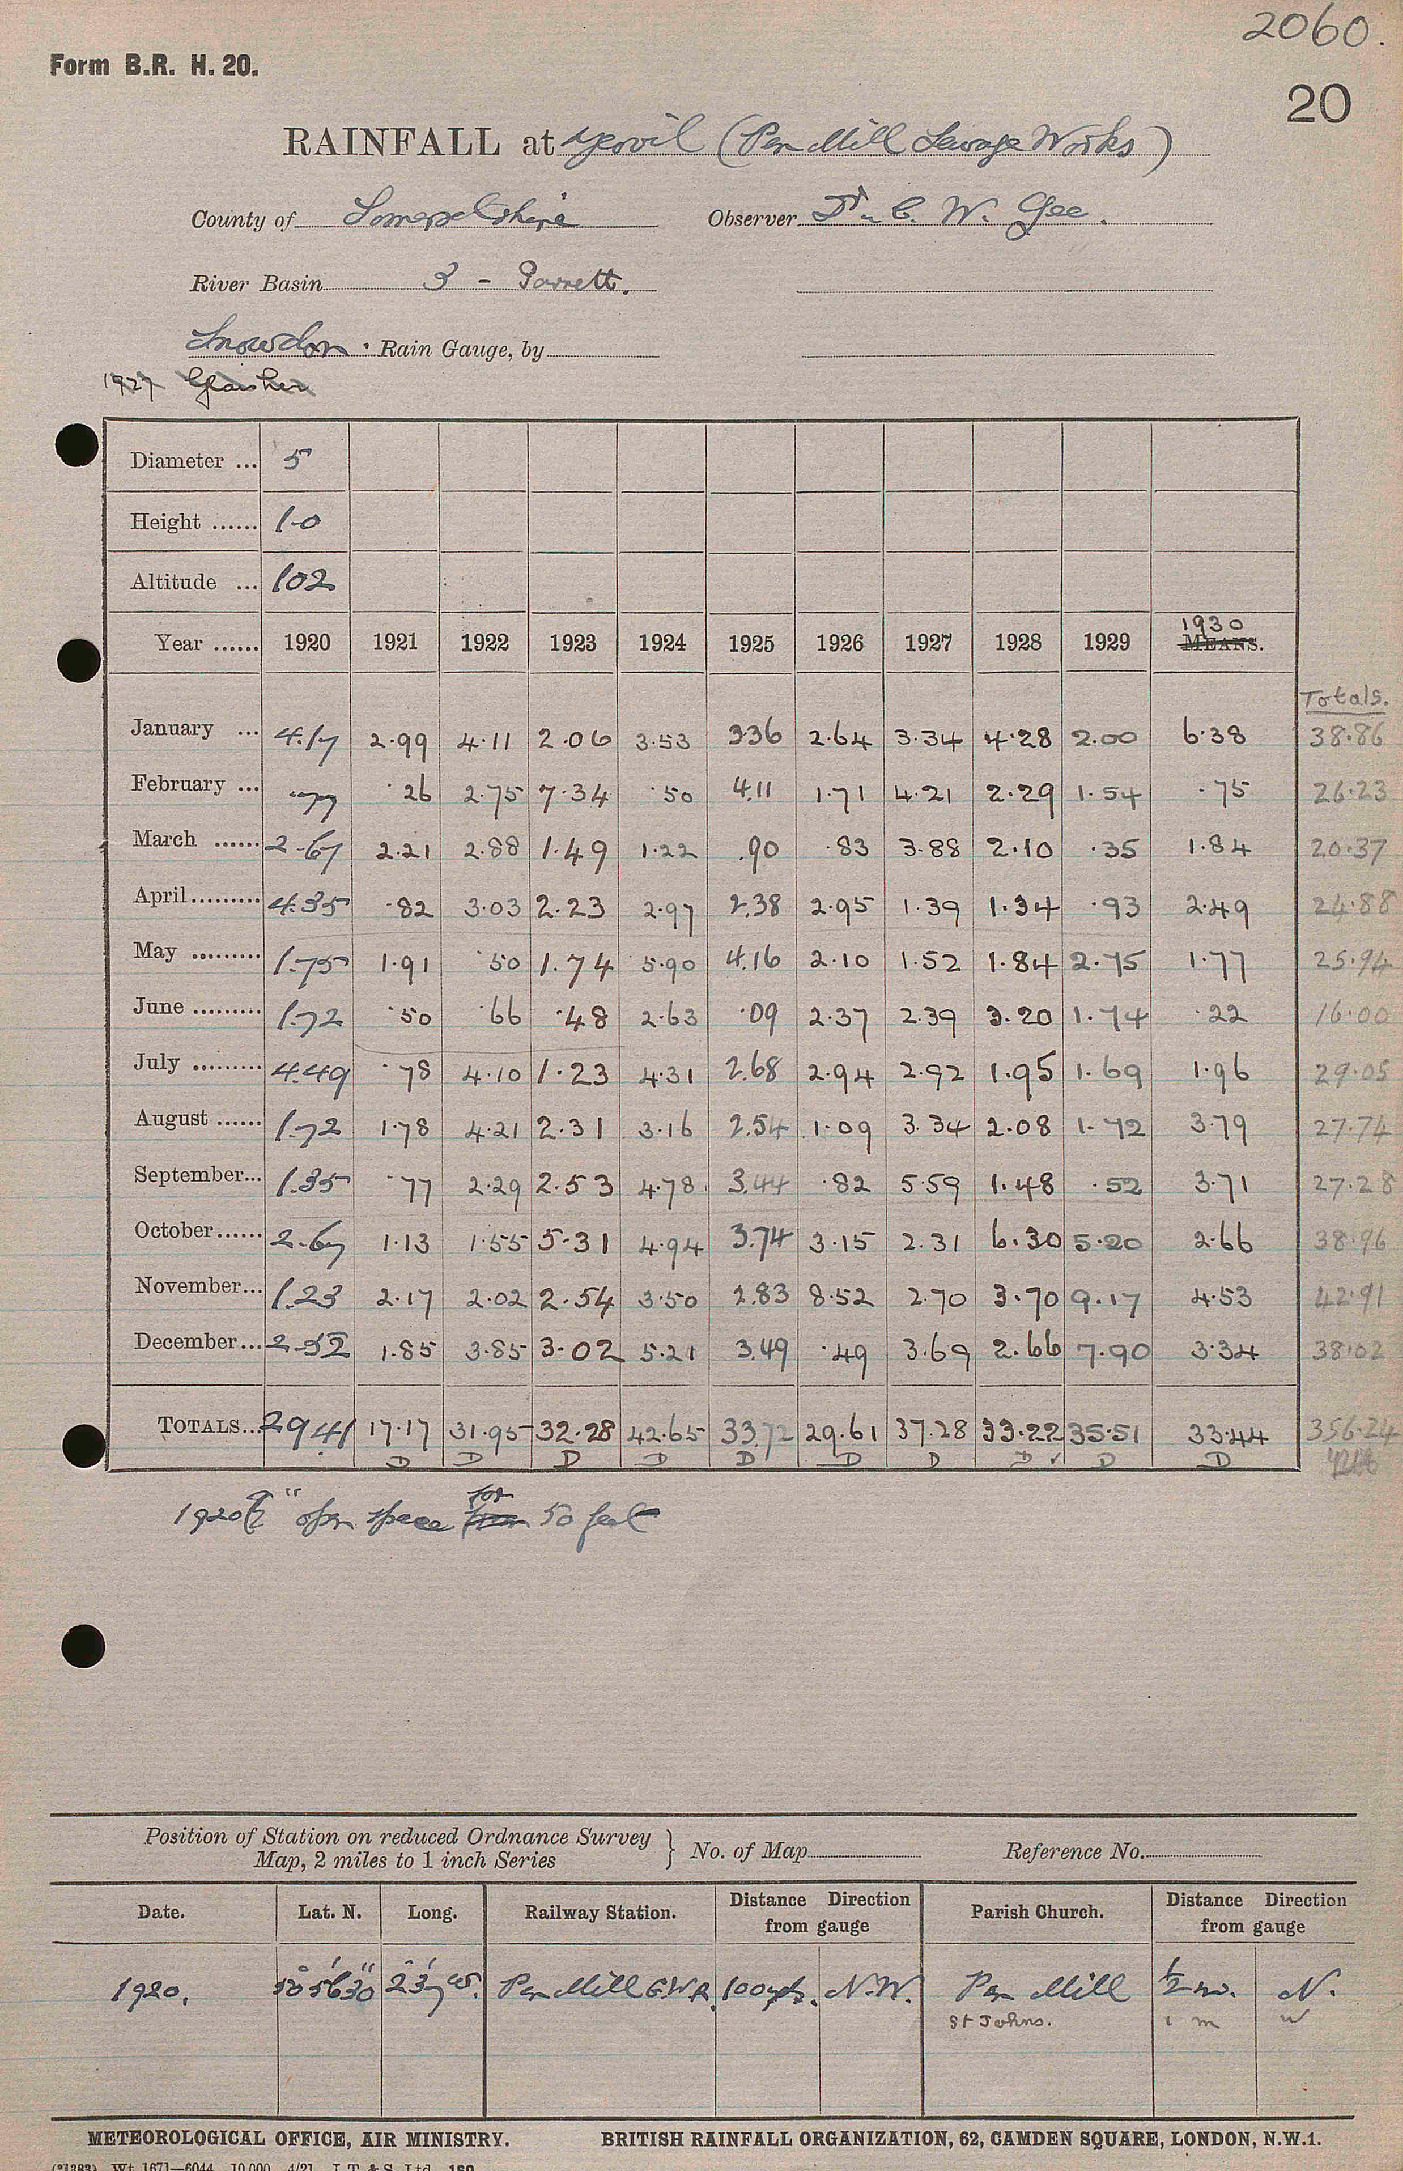 2060.
Form B.R. H. 20.
20
RAINFALL at Yeovil (Pen Mill Sewage Works)
County of Somersetshire Observer Dr. C. W. Gee.
River Basin 3 - Parrett.
Snowdon. Rain Gauge, by
1927 Glaisher
Diameter ... 5
Height ...... 1-0
Altitude ... 102
Year ...... 1920 1921 1922 1923 1924 1925 1926 1927 1928 1929 1930 MEANS.
Totals.
January ... 4.17 2.99 4.11 2.06 3.53 3.36 2.64 3.34 4.28 2.00 6.38 38.86
February ... .77 .26 2.75 7.34 .50 4.11 1.71 4.21 2.29 1.54 .75 26.23
March ...... 2.67 2.21 2.88 1.49 1.22 .90 .83 3.88 2.10 .35 1.84 20.37
April ......... 4.35 .82 3.03 2.23 2.97 2.38 2.95 1.39 1.34 .93 2.49 24.88
May ......... 1.75 1.91 .50 1.74 5.90 4.16 2.10 1.52 1.84 2.75 1.77 25.94
June ......... 1.72 .50 .66 .48 2.63 .09 2.37 2.39 3.20 1.74 .22 16.00
July ......... 4.49 .78 4.10 1.23 4.31 2.68 2.94 2.92 1.95 1.69 1.96 29.05
August ...... 1.72 1.78 4.21 2.31 3.16 2.54 1.09 3.34 2.08 1.72 3.79 27.74
September... 1.35 .77 2.29 2.53 4.78 3.44 .82 5.59 1.48 .52 3.71 27.28
October...... 2.67 1.13 1.55 5.31 4.94 3.74 3.15 2.31 6.30 5.20 2.66 38.96
November... 1.23 2.17 2.02 2.54 3.50 2.83 8.52 2.70 3.70 9.17 4.53 42.91
December... 2.52 1.85 3.85 3.02 5.21 3.49 .49 3.69 2.66 7.90 3.34 38.02
TOTALS... 29.41 17.17 31.95 32.28 42.65 33.72 29.61 37.28 33.22 35.51 33.44 356.24
D D D D D D D D ✓ D D
1920 open space for 50 feet
Position of Station on reduced Ordnance Survey Map, 2 miles to 1 inch Series } No. of Map Reference No.
Date. Lat. N. Long. Railway Station. Distance Direction from gauge Parish Church. Distance Direction from gauge
1920. 50° 56' 30" 2° 37' W. Pen Mill G.W.R. 100 yds. N.W. Pen Mill ½ m. N.
St Johns. 1 m W
METEOROLOGICAL OFFICE, AIR MINISTRY. BRITISH RAINFALL ORGANIZATION, 62, CAMDEN SQUARE, LONDON, N.W.1.